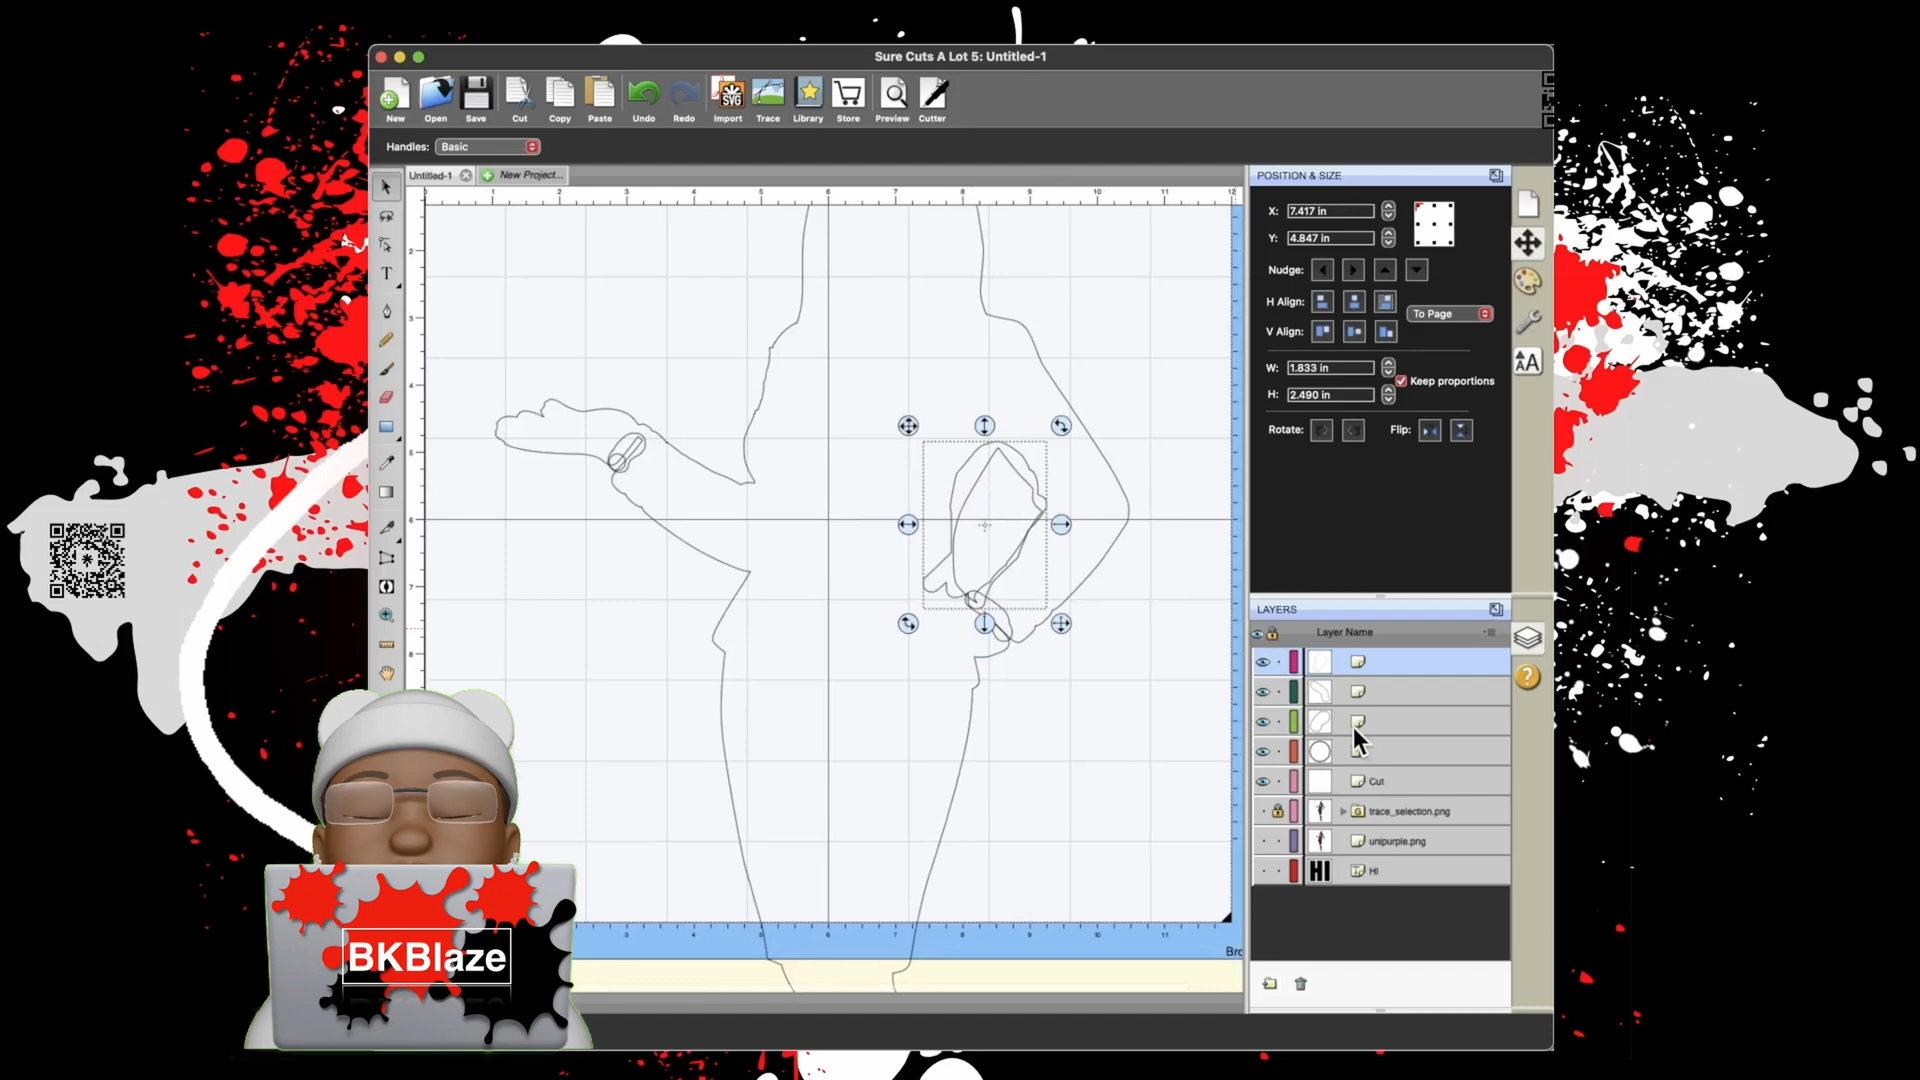 Sure Cuts A Lot 5: Untitled-1
New
Open
Save
Cut
Copy
Paste
Undo
Redo
SVG
Import
Trace
Library
Store
Preview
Cutter
Handles: Basic
Untitled-1
New Project...
POSITION & SIZE
X: 7.417 in
Y: 4.847 in
Nudge:
H Align:
To Page
V Align:
W: 1.833 in
Keep proportions
H: 2.490 in
Rotate:
Flip:
LAYERS
Layer Name
Cut
trace_selection.png
unipurple.png
HI HI
BKBlaze